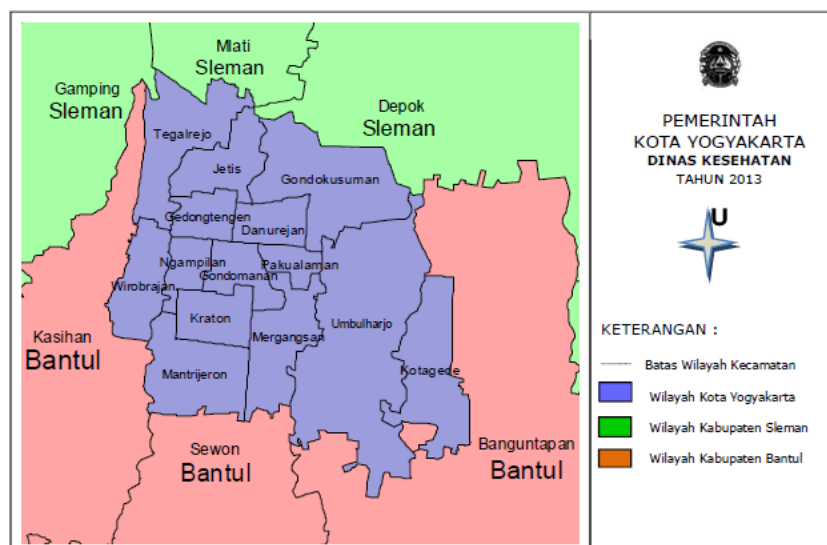 Mlati
Sleman
Gamping
Sleman
Depok
Sleman
Tegalrejo
Jetis
Gondokusuman
Gedongtengen
Danurejan
Ngampilan
Gondomanan
Pakualaman
Wirobrajan
Kraton
Mergangsan
Umbulharjo
Kasihan
Bantul
Mantrijeron
Kotagede
Sewon
Bantul
Banguntapan
Bantul
PEMERINTAH
KOTA YOGYAKARTA
DINAS KESEHATAN
TAHUN 2013
U
KETERANGAN :
Batas Wilayah Kecamatan
Wilayah Kota Yogyakarta
Wilayah Kabupaten Sleman
Wilayah Kabupaten Bantul